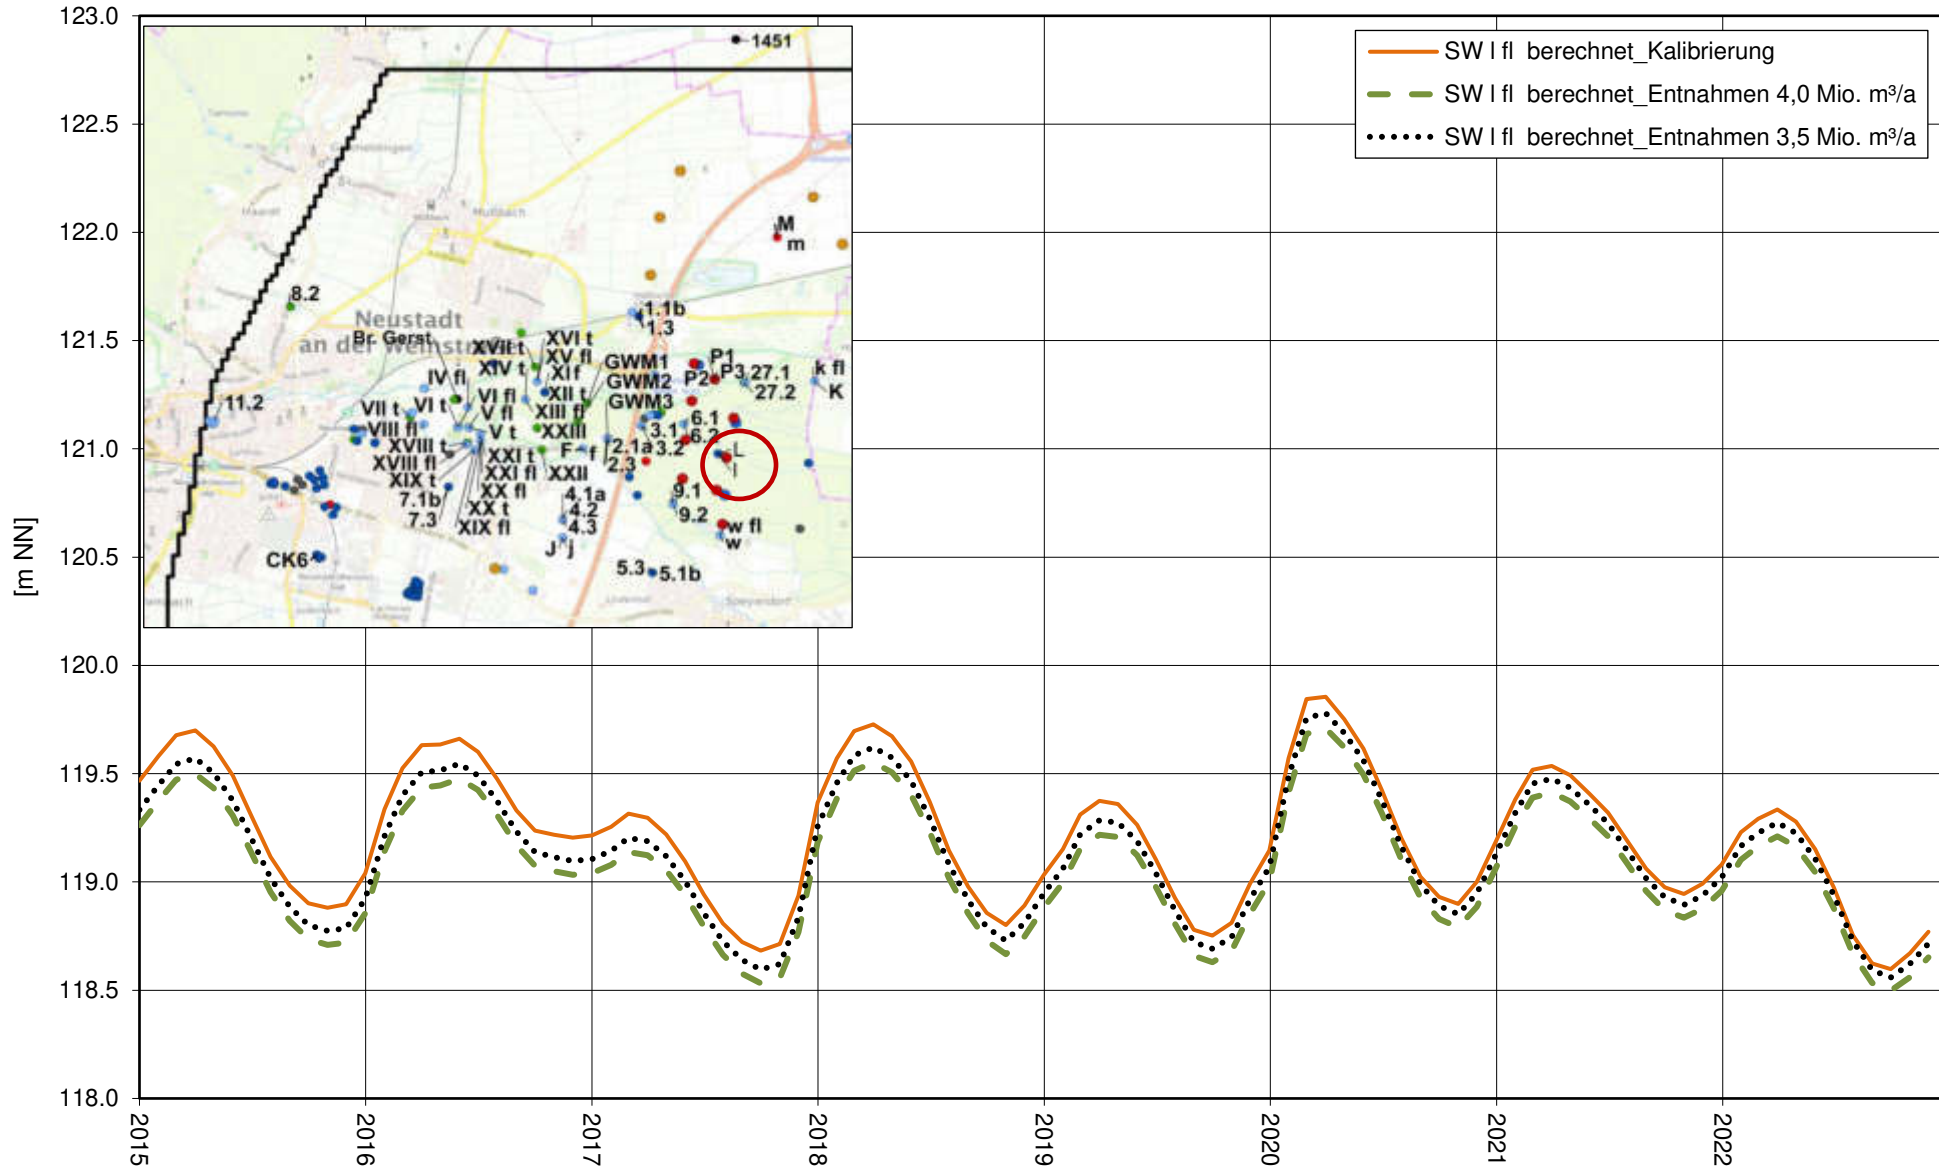 123.0
122.5
122.0
121.5
121.0
120.5
120.0
119.5
119.0
118.5
118.0
[m NN]
SW I fl berechnet_Kalibrierung
SW I fl berechnet_Entnahmen 4,0 Mio. m³/a
SW I fl berechnet_Entnahmen 3,5 Mio. m³/a
1451
M
m
8.2
1.1b
1.3
Neustadt
an der Weinstraße
Br. Gerst
XVII t
XVI t
XV fl
XIV t
XI f
GWM1
P1
P2
P3
27.1
27.2
k fl
K
IV fl
XII t
GWM2
11.2
VII t
VI t
VI fl
V fl
XIII fl
GWM3
VIII fl
V t
XXIII
3.1
6.1
6.2
XVIII t
XXI t
F
f
2.1a
3.2
L
l
XVIII fl
XXI fl
XXII
2.3
XIX t
XX fl
9.1
7.1b
4.1a
7.3
XX t
4.2
9.2
XIX fl
4.3
w fl
w
J
j
CK6
5.3
5.1b
Mußbach
Haardt
2015
2016
2017
2018
2019
2020
2021
2022